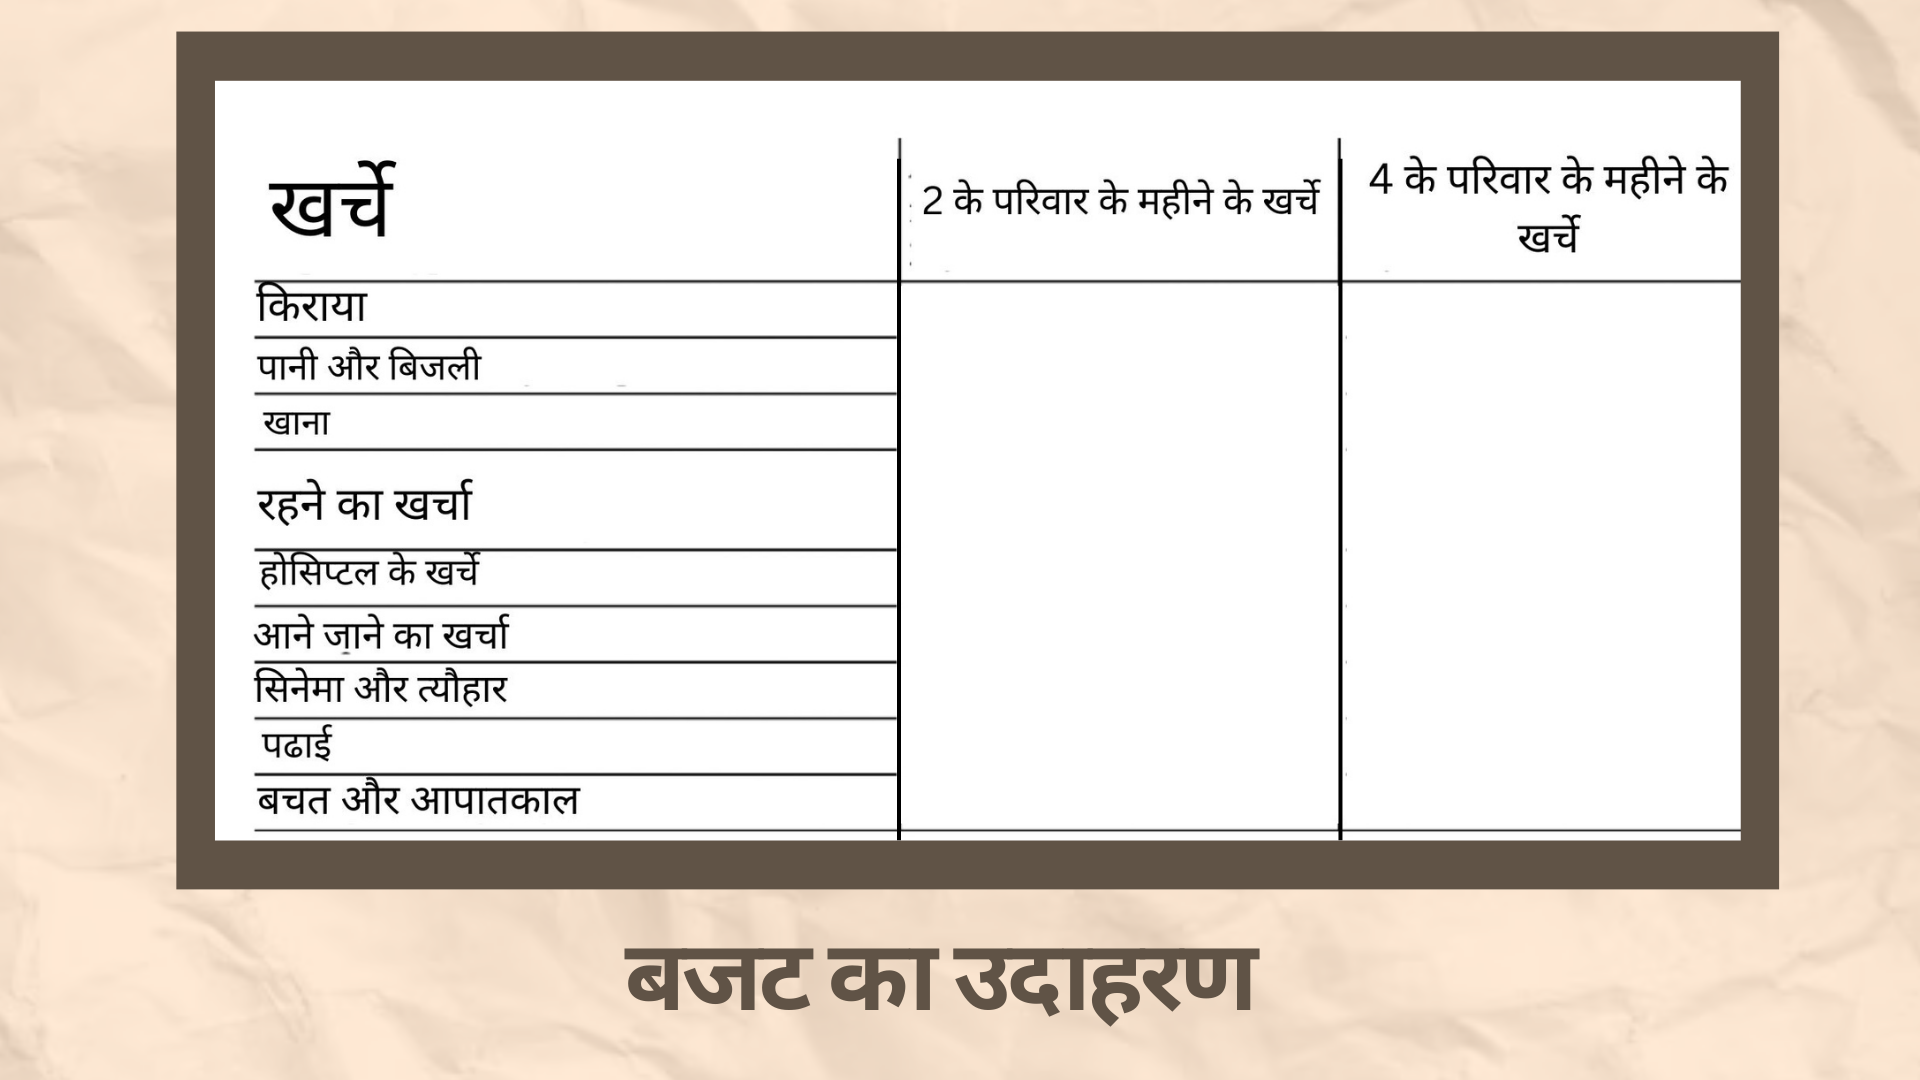 खर्चे
2 के परिवार के महीने के खर्चे
4 के परिवार के महीने के
खर्चे
किराया
पानी और बिजली
खाना
रहने का खर्चा
होसिप्टल के खर्चे
आने जाने का खर्चा
सिनेमा और त्यौहार
पढाई
बचत और आपातकाल
बजट का उदाहरण